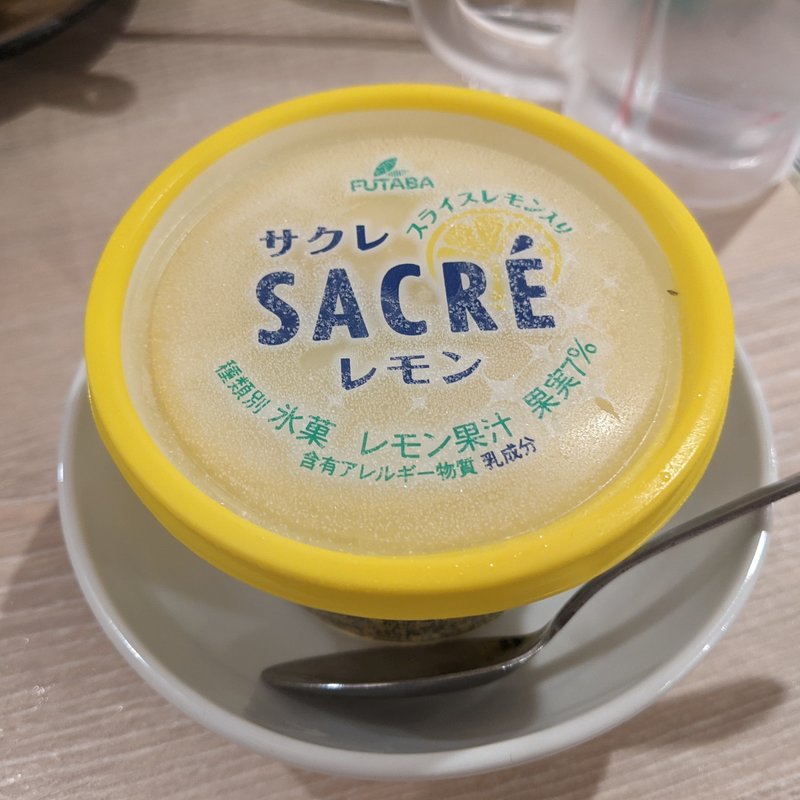 FUTABA
スライスレモン入り
サクレ
SACRÉ
レモン
種類別 氷菓 レモン果汁 果実7%
含有アレルギー物質 乳成分